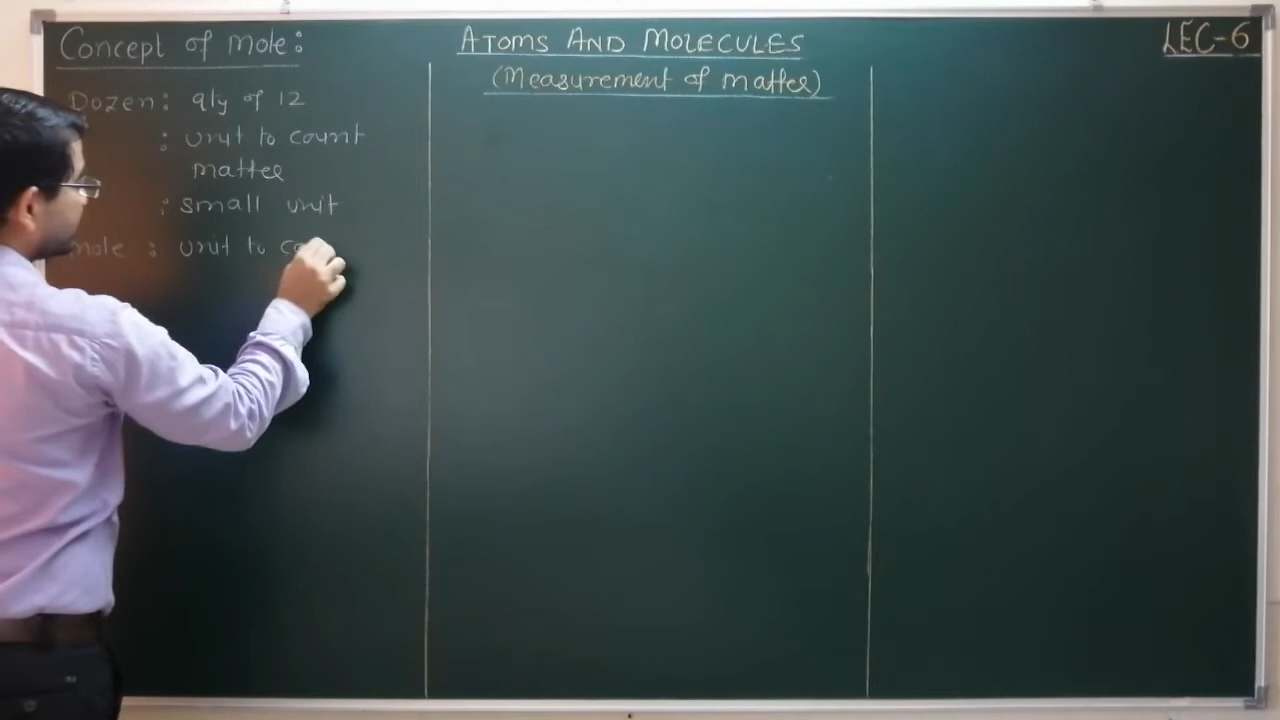 Concept of mole:
ATOMS AND MOLECULES
LEC-6
(Measurement of matter)
Dozen: qty of 12
: unit to count
matter
: small unit
mole : unit to